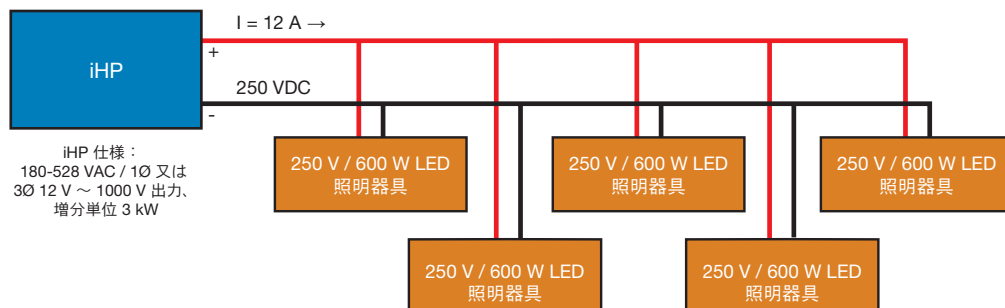 I = 12 A →
iHP
+
250 VDC
-
iHP 仕様：
180-528 VAC / 1Ø 又は
3Ø 12 V ～ 1000 V 出力、
増分単位 3 kW
250 V / 600 W LED
照明器具
250 V / 600 W LED
照明器具
250 V / 600 W LED
照明器具
250 V / 600 W LED
照明器具
250 V / 600 W LED
照明器具